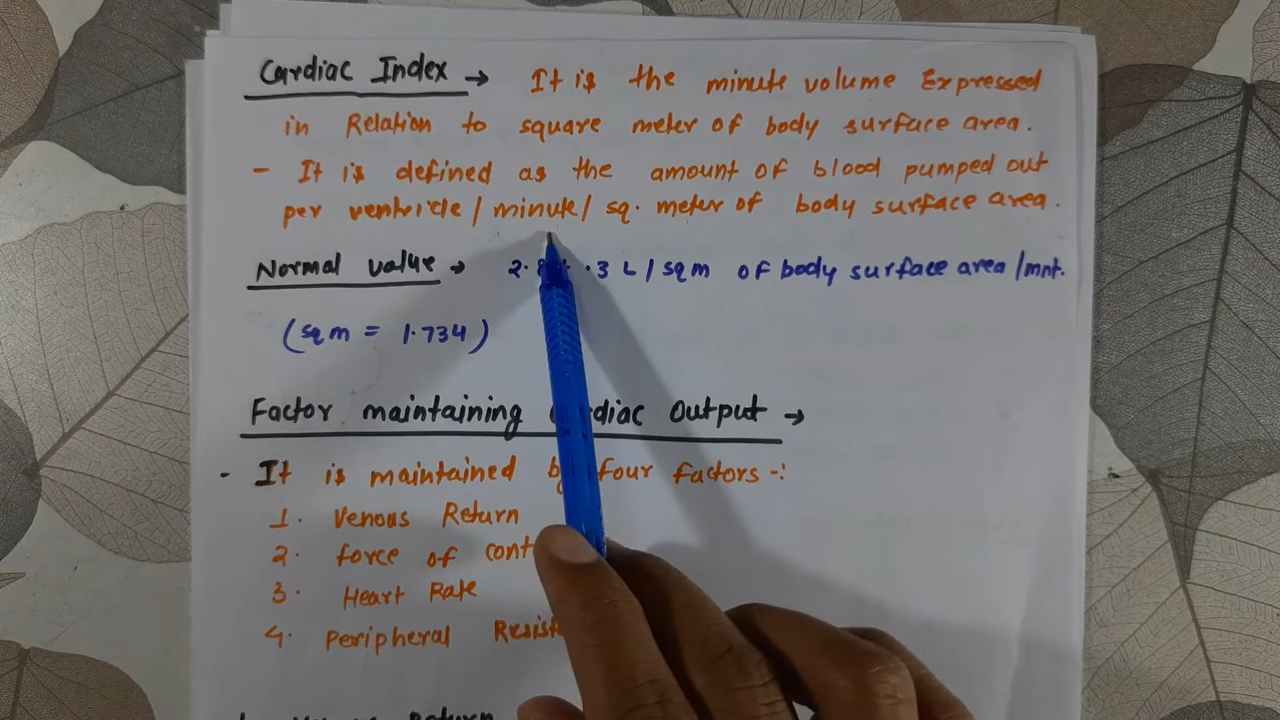 Cardiac Index → It is the minute volume Expressed
in Relation to square meter of body surface area.
- It is defined as the amount of blood pumped out
per ventricle / minute / sq. meter of body surface area.
Normal value → .3 L / sqm of body surface area / mnt.
(sqm = 1.734)
Factor maintaining Output →
- It is maintained four factors -:
1. Venous Return
2. force of
3. Heart Rate
4. Peripheral